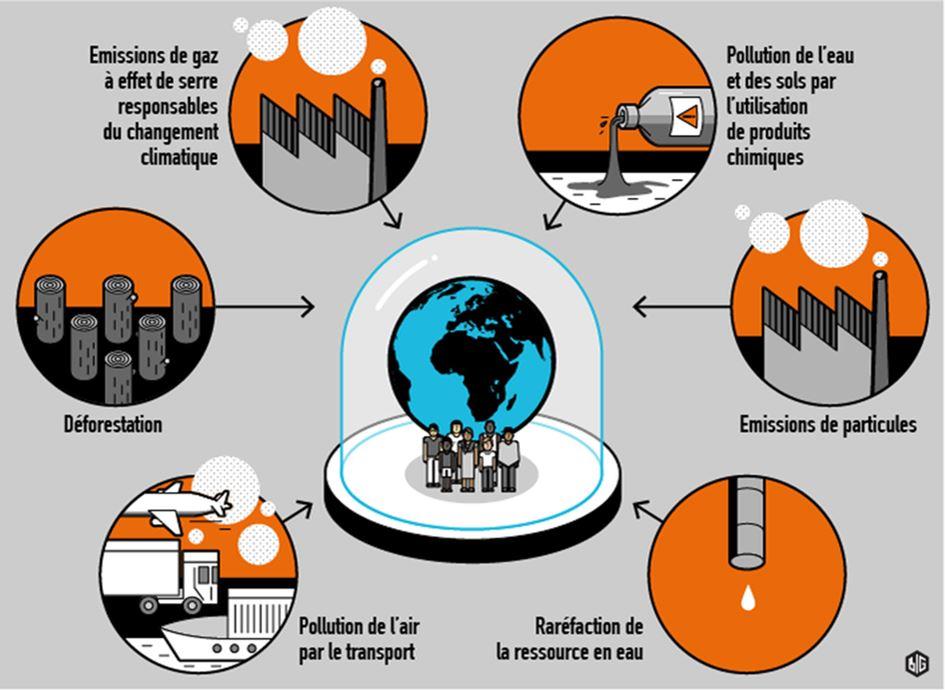 Emissions de gaz
à effet de serre
responsables
du changement
climatique
Pollution de l'eau
et des sols par
l'utilisation
de produits
chimiques
Déforestation
Emissions de particules
Pollution de l'air
par le transport
Raréfaction de
la ressource en eau